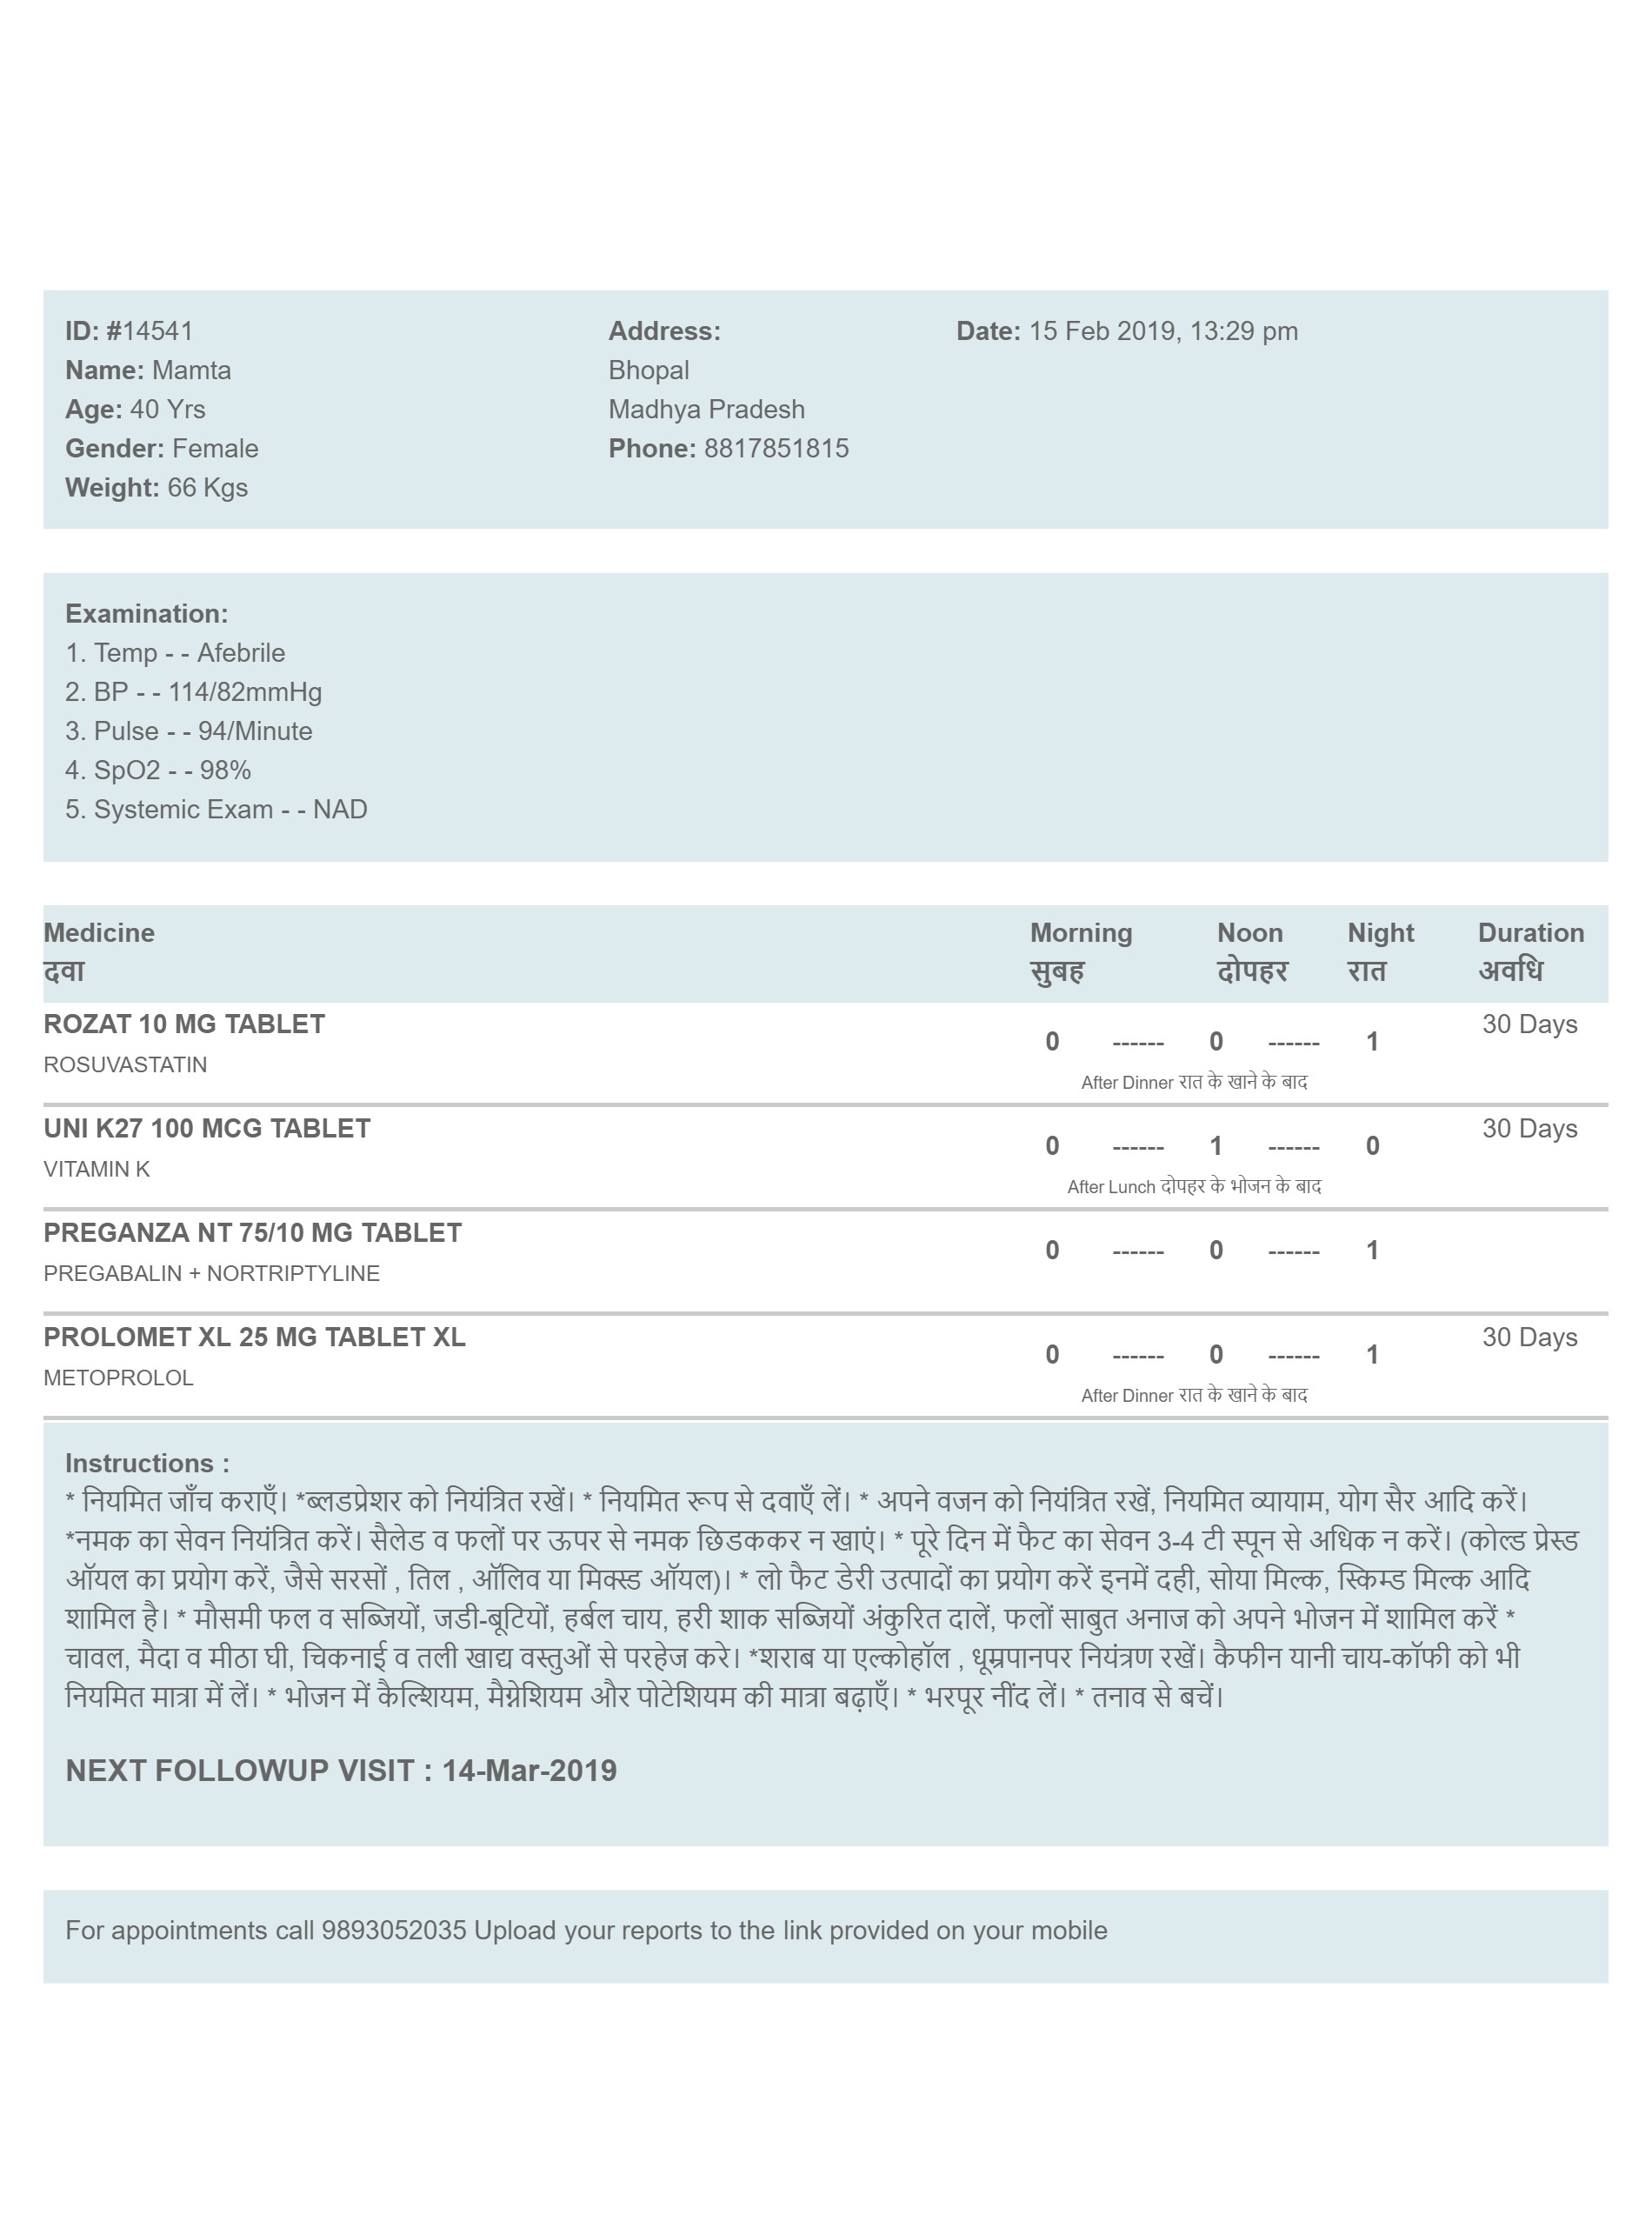 ID: #14541
Name: Mamta
Age: 40 Yrs
Gender: Female
Weight: 66 Kgs
Address:
Bhopal
Madhya Pradesh
Phone: 8817851815
Date: 15 Feb 2019, 13:29 pm
Examination:
1. Temp - - Afebrile
2. BP - - 114/82mmHg
3. Pulse - - 94/Minute
4. SpO2 - - 98%
5. Systemic Exam - - NAD
Medicine Morning Noon Night Duration
दवा सुबह दोपहर रात अवधि
ROZAT 10 MG TABLET 30 Days
0 ------ 0 ------ 1
ROSUVASTATIN
After Dinner रात के खाने के बाद
UNI K27 100 MCG TABLET 30 Days
0 ------ 1 ------ 0
VITAMIN K
After Lunch दोपहर के भोजन के बाद
PREGANZA NT 75/10 MG TABLET
0 ------ 0 ------ 1
PREGABALIN + NORTRIPTYLINE
PROLOMET XL 25 MG TABLET XL 30 Days
0 ------ 0 ------ 1
METOPROLOL
After Dinner रात के खाने के बाद
Instructions :
* नियमित जाँच कराएँ। *ब्लडप्रेशर को नियंत्रित रखें। * नियमित रूप से दवाएँ लें। * अपने वजन को नियंत्रित रखें, नियमित व्यायाम, योग सैर आदि करें।
*नमक का सेवन नियंत्रित करें। सैलेड व फलों पर ऊपर से नमक छिडककर न खाएं। * पूरे दिन में फैट का सेवन 3-4 टी स्पून से अधिक न करें। (कोल्ड प्रेस्ड
ऑयल का प्रयोग करें, जैसे सरसों , तिल , ऑलिव या मिक्स्ड ऑयल)। * लो फैट डेरी उत्पादों का प्रयोग करें इनमें दही, सोया मिल्क, स्किम्ड मिल्क आदि
शामिल है। * मौसमी फल व सब्जियों, जडी-बूटियों, हर्बल चाय, हरी शाक सब्जियों अंकुरित दालें, फलों साबुत अनाज को अपने भोजन में शामिल करें *
चावल, मैदा व मीठा घी, चिकनाई व तली खाद्य वस्तुओं से परहेज करे। *शराब या एल्कोहॉल , धूम्रपानपर नियंत्रण रखें। कैफीन यानी चाय-कॉफी को भी
नियमित मात्रा में लें। * भोजन में कैल्शियम, मैग्नेशियम और पोटेशियम की मात्रा बढ़ाएँ। * भरपूर नींद लें। * तनाव से बचें।
NEXT FOLLOWUP VISIT : 14-Mar-2019
For appointments call 9893052035 Upload your reports to the link provided on your mobile